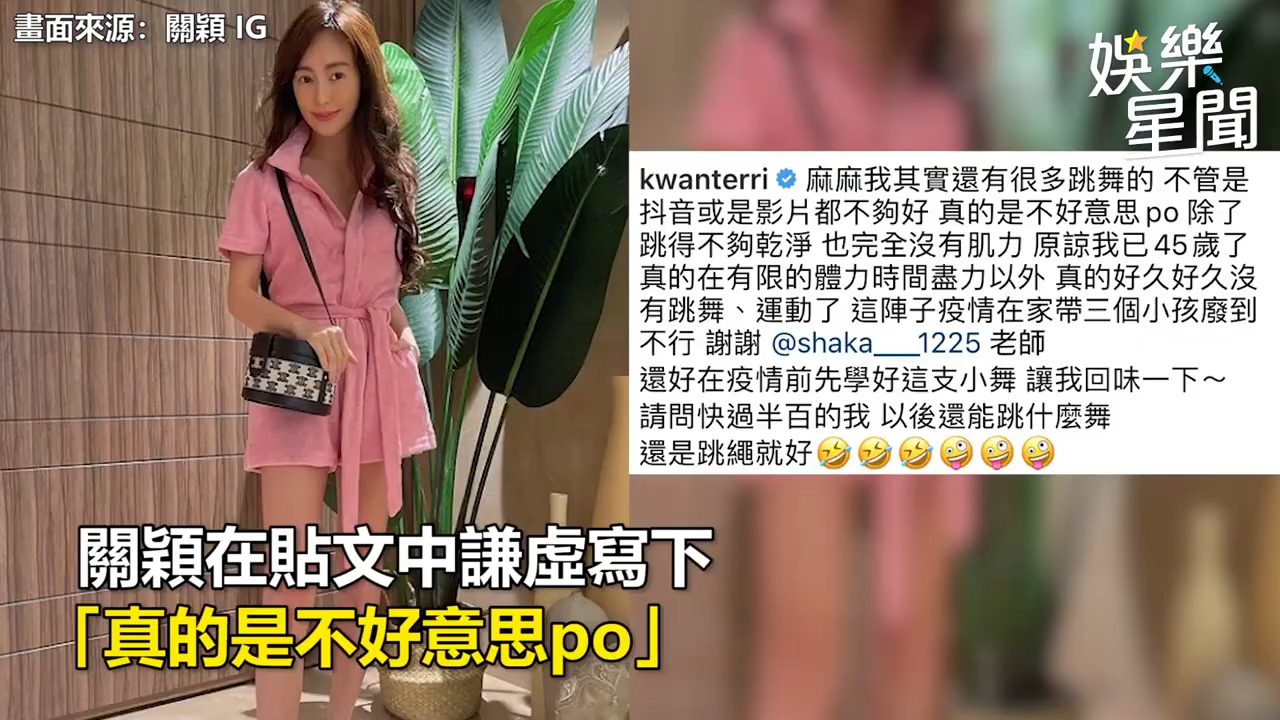 畫面來源：關穎 IG
娛樂
星聞
kwanterri 麻麻我其實還有很多跳舞的 不管是
抖音或是影片都不夠好 真的是不好意思po 除了
跳得不夠乾淨 也完全沒有肌力 原諒我已45歲了
真的在有限的體力時間盡力以外 真的好久好久沒
有跳舞、運動了 這陣子疫情在家帶三個小孩廢到
不行 謝謝 @shaka___1225 老師
還好在疫情前先學好這支小舞 讓我回味一下～
請問快過半百的我 以後還能跳什麼舞
還是跳繩就好🤣🤣🤣🤪🤪🤪
關穎在貼文中謙虛寫下
「真的是不好意思po」